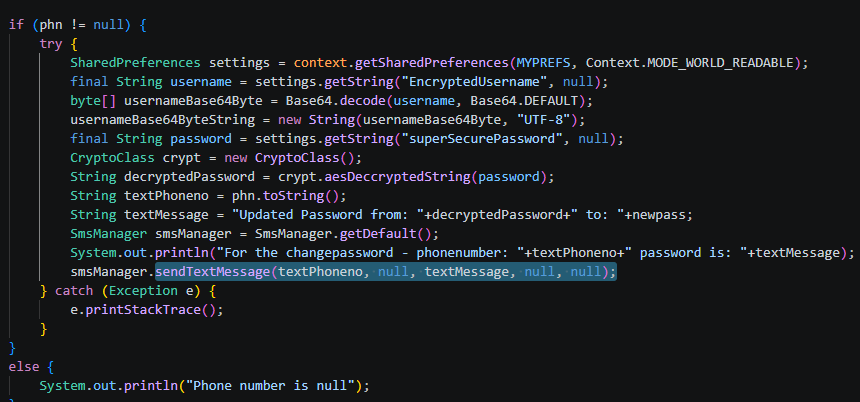 if (phn != null) {
try {
SharedPreferences settings = context.getSharedPreferences(MYPREFS, Context.MODE_WORLD_READABLE);
final String username = settings.getString("EncryptedUsername", null);
byte[] usernameBase64Byte = Base64.decode(username, Base64.DEFAULT);
usernameBase64ByteString = new String(usernameBase64Byte, "UTF-8");
final String password = settings.getString("superSecurePassword", null);
CryptoClass crypt = new CryptoClass();
String decryptedPassword = crypt.aesDeccryptedString(password);
String textPhoneno = phn.toString();
String textMessage = "Updated Password from: "+decryptedPassword+" to: "+newpass;
SmsManager smsManager = SmsManager.getDefault();
System.out.println("For the changepassword - phonenumber: "+textPhoneno+" password is: "+textMessage);
smsManager.sendTextMessage(textPhoneno, null, textMessage, null, null);
} catch (Exception e) {
e.printStackTrace();
}
}
else {
System.out.println("Phone number is null");
}